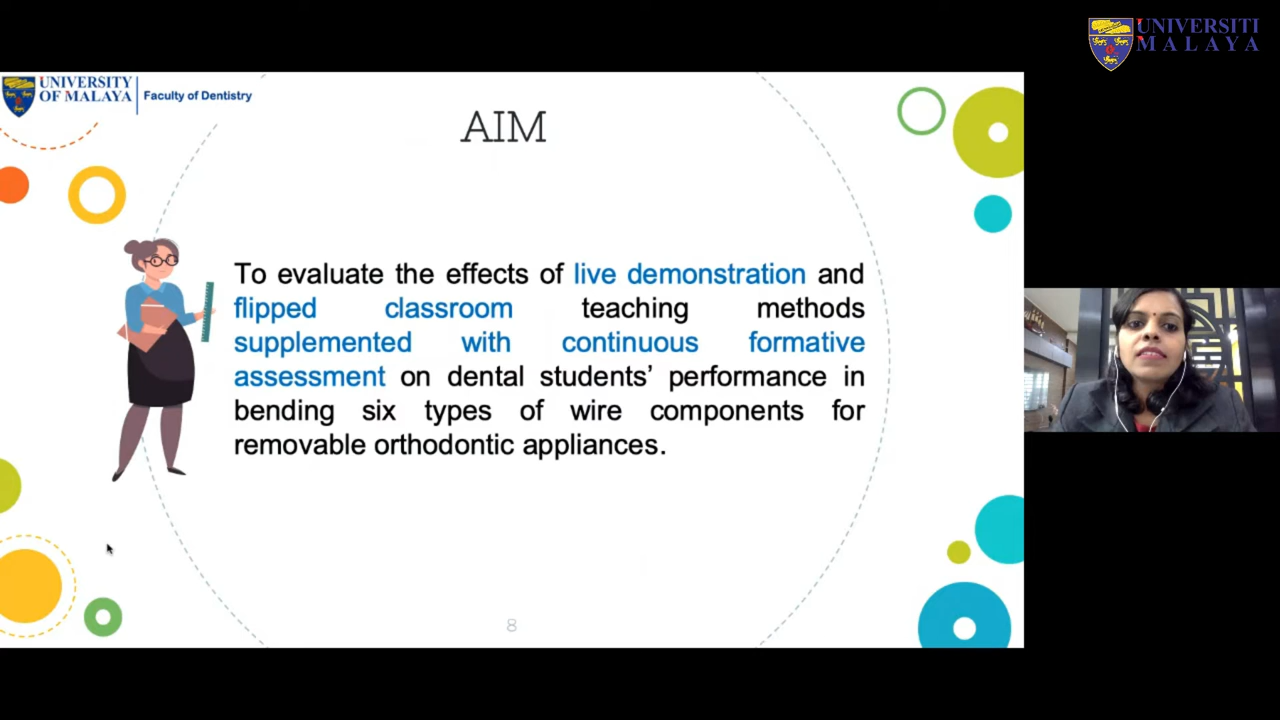 UNIVERSITI
MALAYA
UNIVERSITY
OF MALAYA
Faculty of Dentistry
AIM
To evaluate the effects of live demonstration and
flipped classroom teaching methods
supplemented with continuous formative
assessment on dental students’ performance in
bending six types of wire components for
removable orthodontic appliances.
8